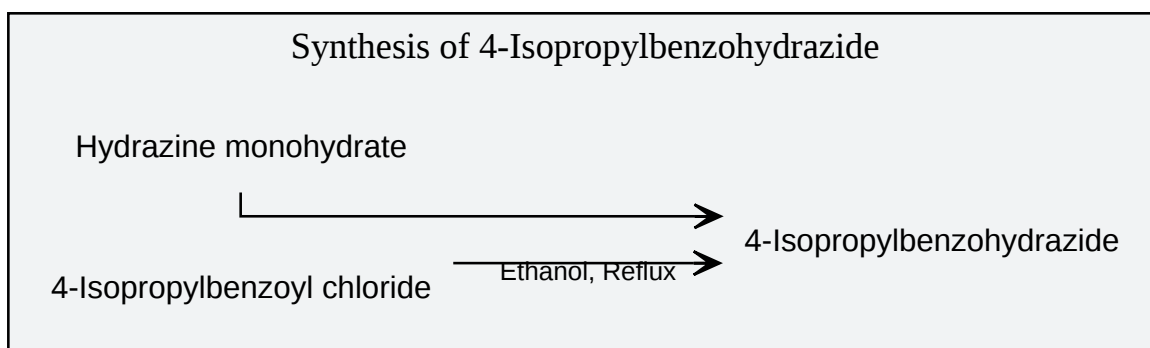 Synthesis of 4-Isopropylbenzohydrazide
Hydrazine monohydrate
4-Isopropylbenzohydrazide
Ethanol, Reflux
4-Isopropylbenzoyl chloride